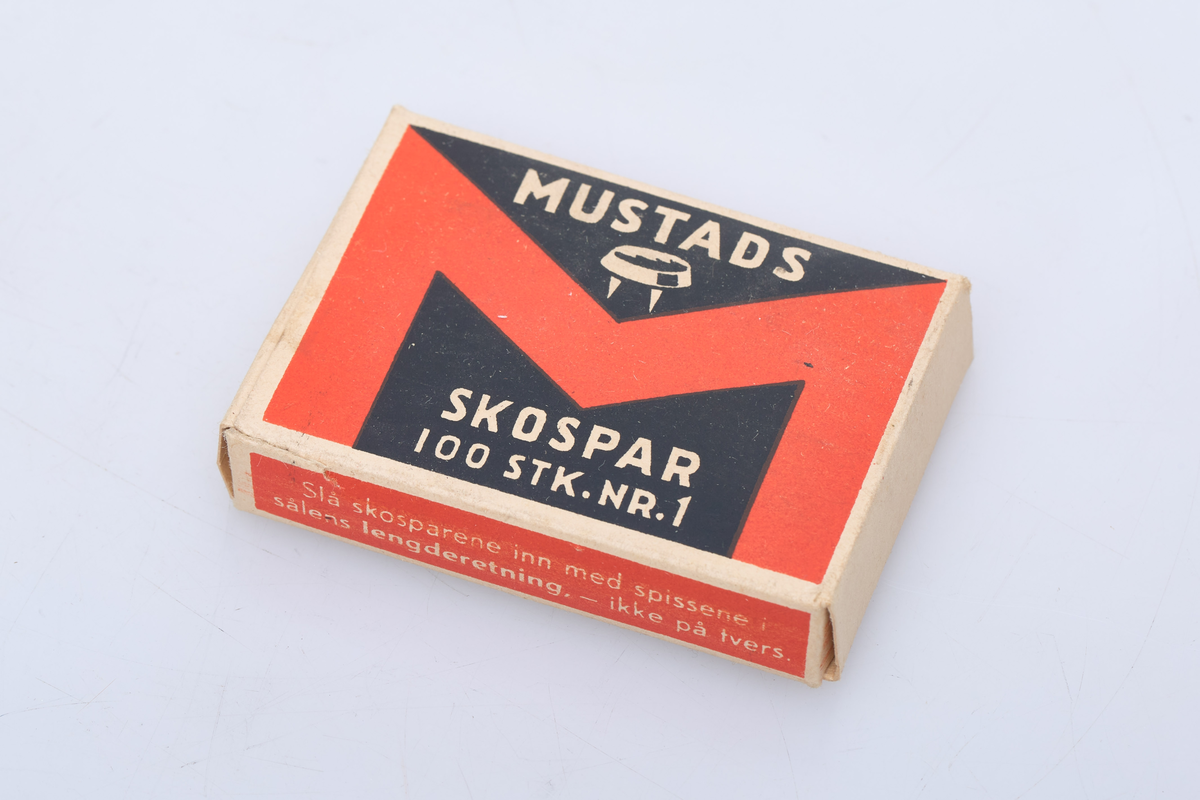 MUSTADS
SKOSPAR
100 STK. NR. 1
Slå skosparene inn med spissene i
sålens lengderetning, – ikke på tvers.